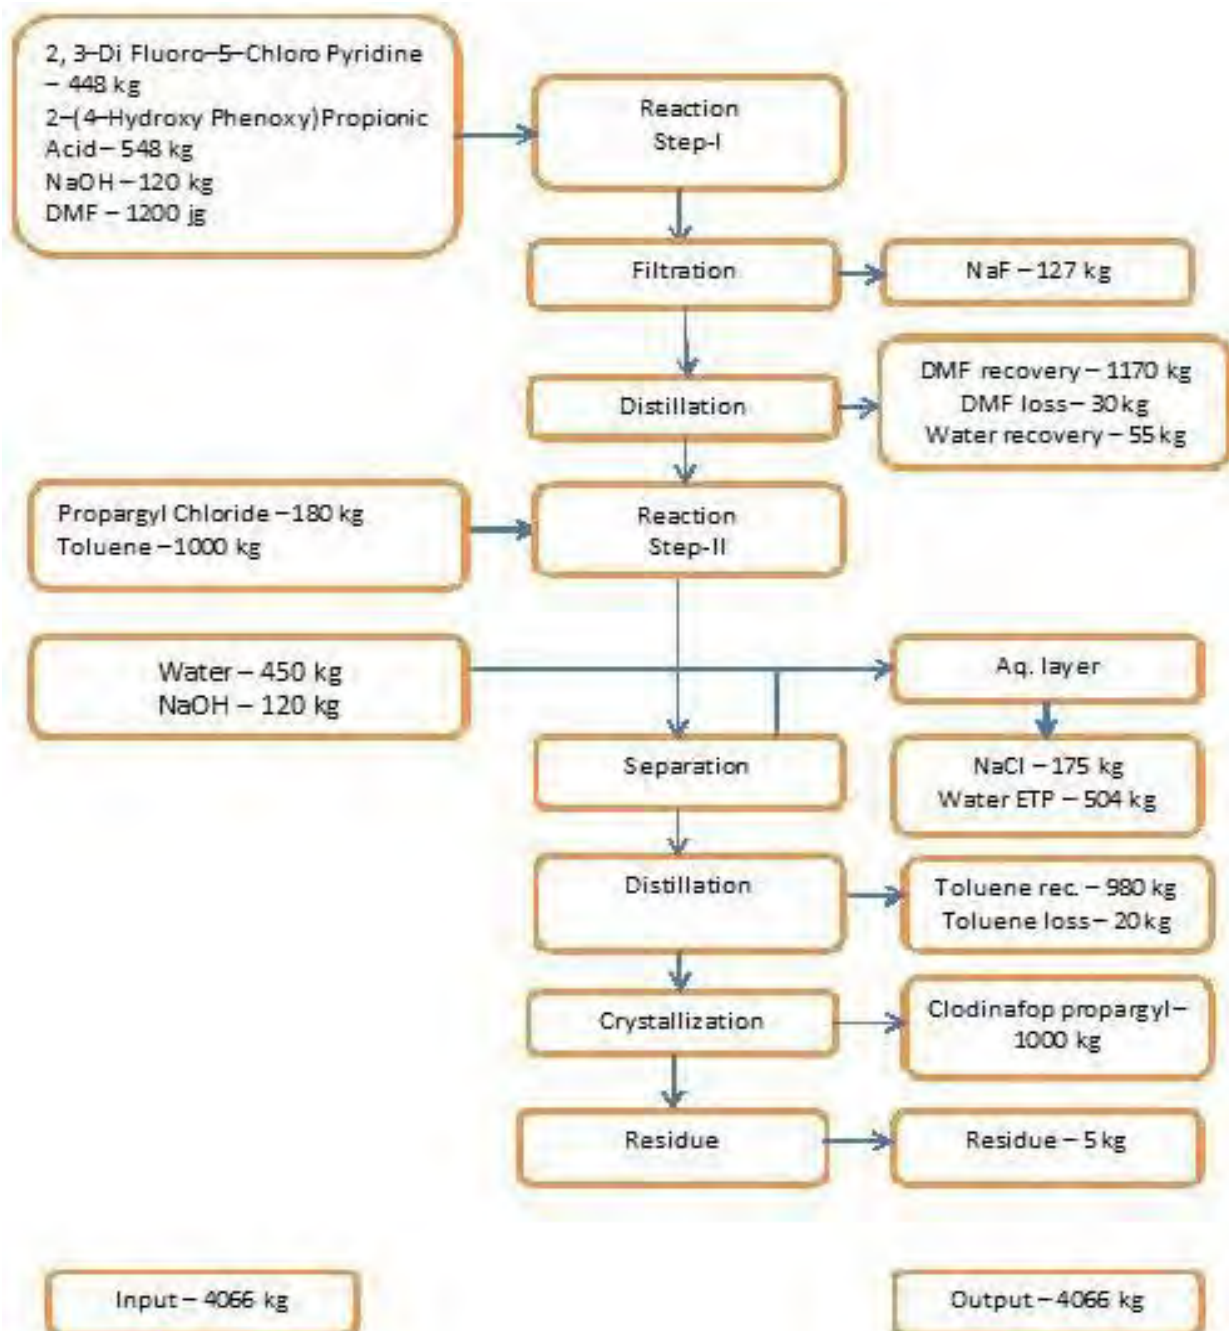 2, 3-Di Fluoro-5-Chloro Pyridine
– 448 kg
2-(4-Hydroxy Phenoxy)Propionic
Acid – 548 kg
NaOH – 120 kg
DMF – 1200 jg
Reaction
Step-I
Filtration
NaF – 127 kg
Distillation
DMF recovery – 1170 kg
DMF loss – 30 kg
Water recovery – 55 kg
Propargyl Chloride – 180 kg
Toluene – 1000 kg
Reaction
Step-II
Water – 450 kg
NaOH – 120 kg
Aq. layer
Separation
NaCl – 175 kg
Water ETP – 504 kg
Distillation
Toluene rec. – 980 kg
Toluene loss – 20 kg
Crystallization
Clodinafop propargyl –
1000 kg
Residue
Residue – 5 kg
Input – 4066 kg
Output – 4066 kg